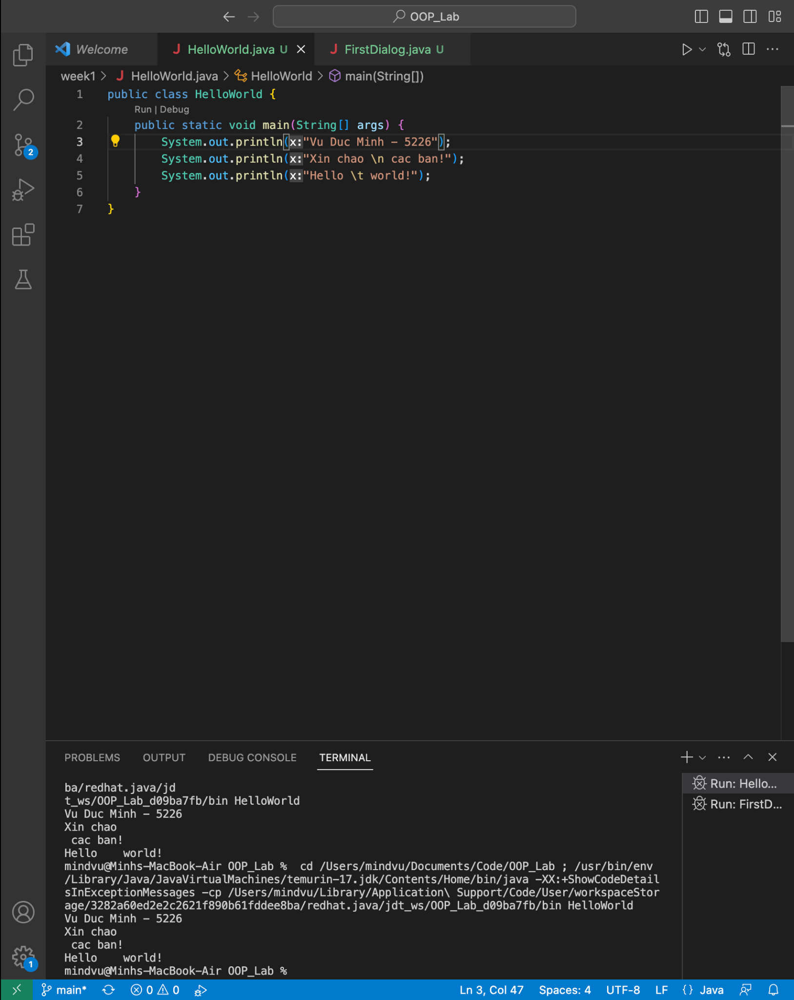 OOP_Lab
Welcome
HelloWorld.java U
FirstDialog.java U
week1 > HelloWorld.java > HelloWorld > main(String[])
1 public class HelloWorld {
Run | Debug
2 public static void main(String[] args) {
3 System.out.println(x:"Vu Duc Minh - 5226");
4 System.out.println(x:"Xin chao \n cac ban!");
5 System.out.println(x:"Hello \t world!");
6 }
7 }
2
1
PROBLEMS OUTPUT DEBUG CONSOLE TERMINAL
Run: Hello...
Run: FirstD...
ba/redhat.java/jd
t_ws/OOP_Lab_d09ba7fb/bin HelloWorld
Vu Duc Minh - 5226
Xin chao
 cac ban!
Hello    world!
mindvu@Minhs-MacBook-Air OOP_Lab %  cd /Users/mindvu/Documents/Code/OOP_Lab ; /usr/bin/env
/Library/Java/JavaVirtualMachines/temurin-17.jdk/Contents/Home/bin/java -XX:+ShowCodeDetail
sInExceptionMessages -cp /Users/mindvu/Library/Application\ Support/Code/User/workspaceStor
age/3282a60ed2e2c2621f890b61fddee8ba/redhat.java/jdt_ws/OOP_Lab_d09ba7fb/bin HelloWorld
Vu Duc Minh - 5226
Xin chao
 cac ban!
Hello    world!
mindvu@Minhs-MacBook-Air OOP_Lab %
main* 0 0 Ln 3, Col 47 Spaces: 4 UTF-8 LF {} Java